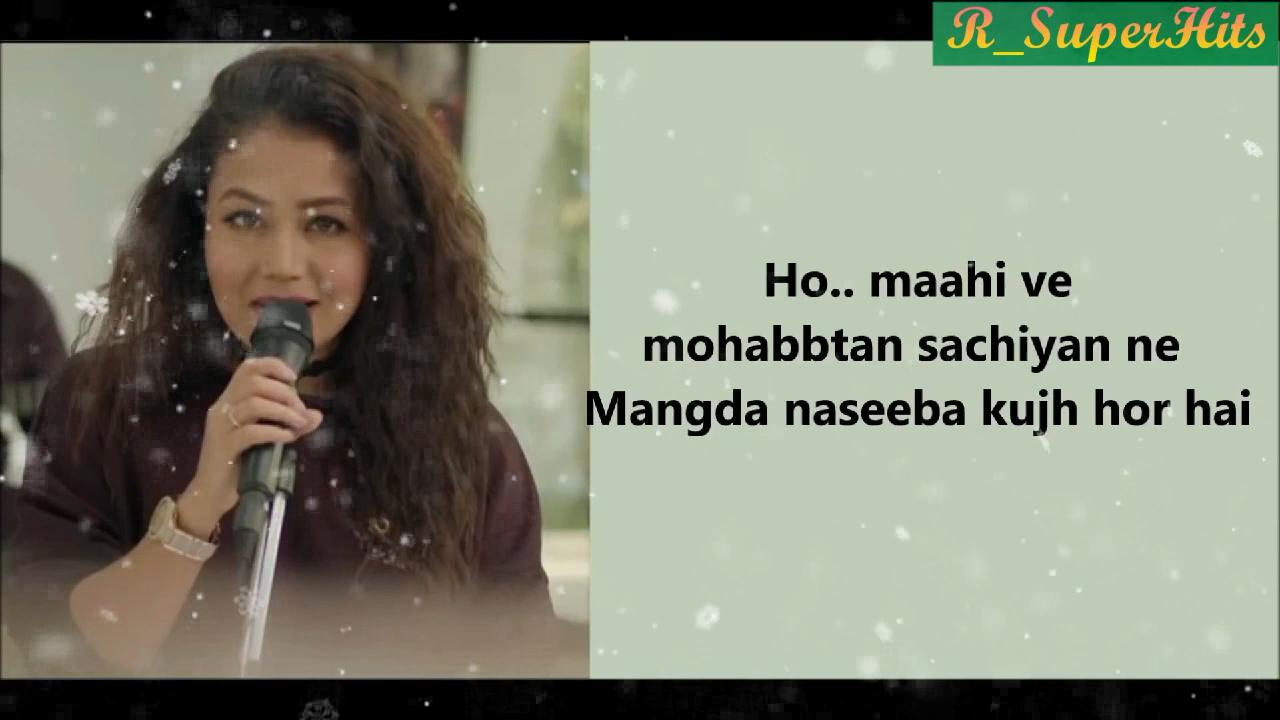 R_SuperHits
Ho.. maahi ve
mohabbtan sachiyan ne
Mangda naseeba kujh hor hai